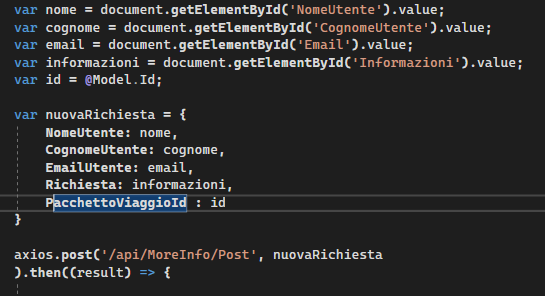 var nome = document.getElementById('NomeUtente').value;
var cognome = document.getElementById('CognomeUtente').value;
var email = document.getElementById('Email').value;
var informazioni = document.getElementById('Informazioni').value;
var id = @Model.Id;
var nuovaRichiesta = {
NomeUtente: nome,
CognomeUtente: cognome,
EmailUtente: email,
Richiesta: informazioni,
PacchettoViaggioId : id
}
axios.post('/api/MoreInfo/Post', nuovaRichiesta
).then((result) => {